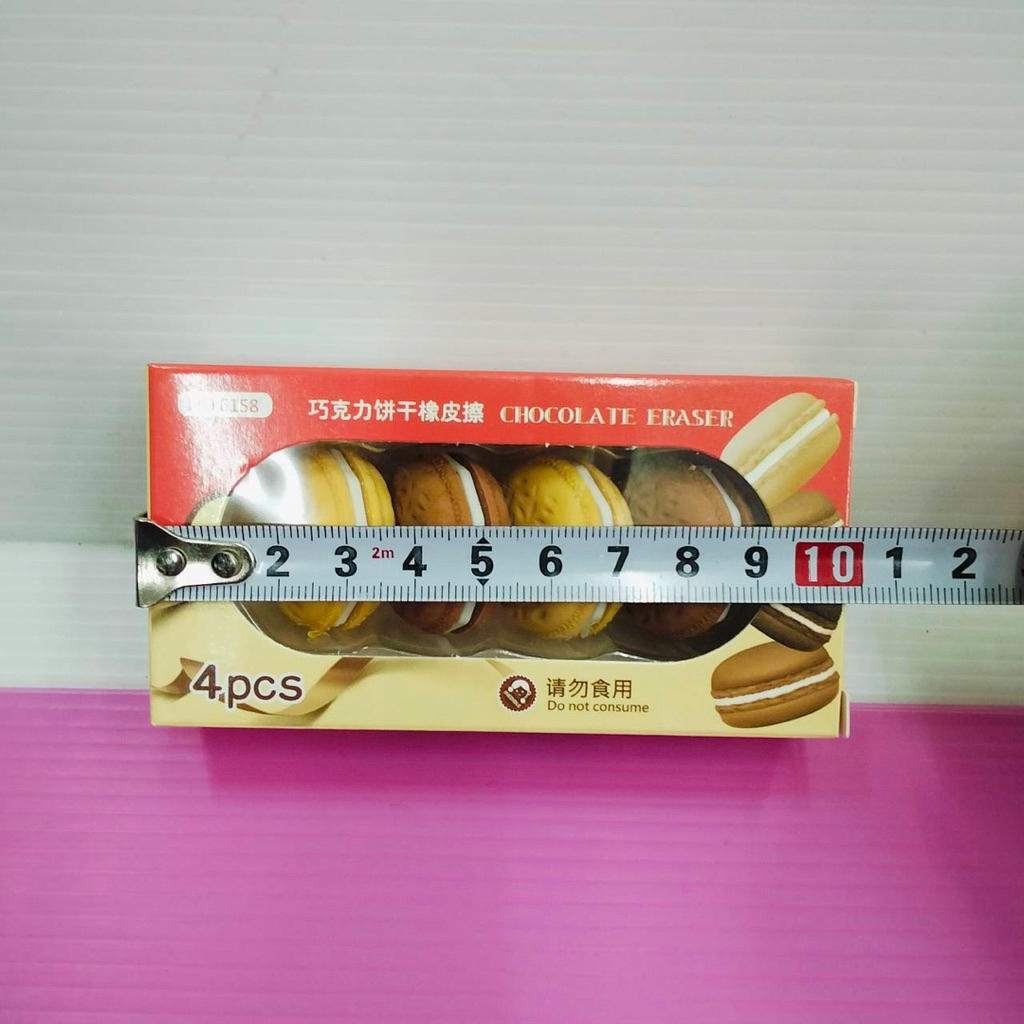 6158
巧克力饼干橡皮擦 CHOCOLATE ERASER
2 3 2m 4 5 6 7 8 9 10 1 2
4pcs
请勿食用
Do not consume